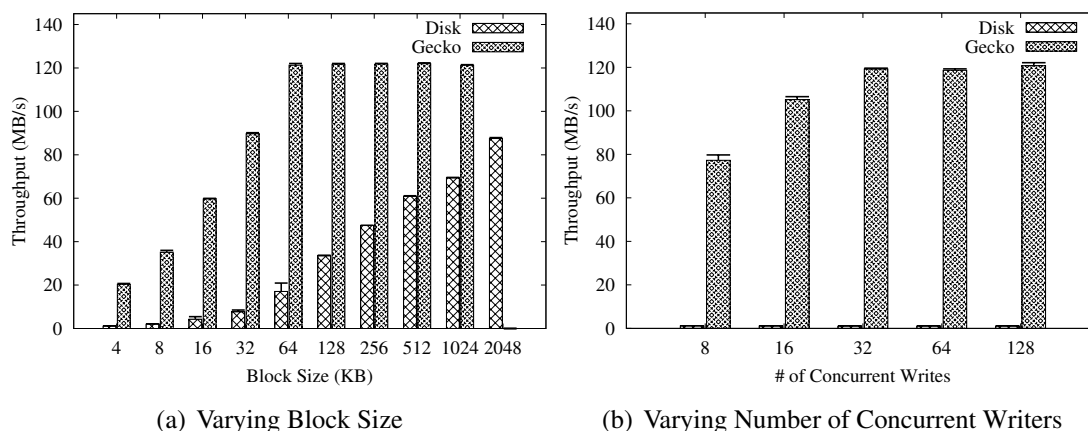 140
120
100
80
60
40
20
0
Throughput (MB/s)
Disk
Gecko
4 8 16 32 64 128 256 512 1024 2048
Block Size (KB)
(a) Varying Block Size
140
120
100
80
60
40
20
0
Throughput (MB/s)
Disk
Gecko
8 16 32 64 128
# of Concurrent Writes
(b) Varying Number of Concurrent Writers